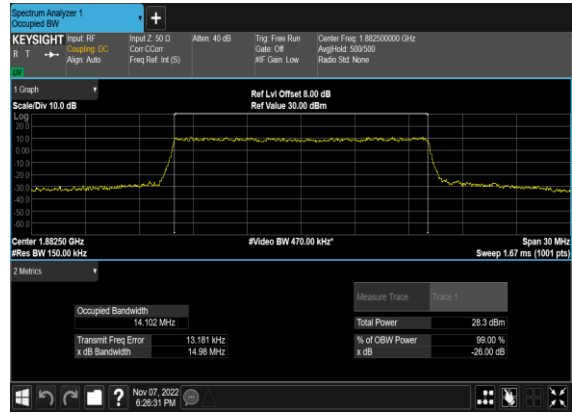 Spectrum Analyzer 1
Occupied BW
+
KEYSIGHT
R T
Input: RF
Coupling: DC
Align: Auto
Input Z: 50 Ω
Corr CCorr
Freq Ref: Int (S)
Atten: 40 dB
Trig: Free Run
Gate: Off
#IF Gain: Low
Center Freq: 1.882500000 GHz
Avg|Hold: 500/500
Radio Std: None
1 Graph
Scale/Div 10.0 dB
Ref Lvl Offset 8.00 dB
Ref Value 30.00 dBm
Log
20.0
10.0
0.00
-10.0
-20.0
-30.0
-40.0
-50.0
-60.0
Center 1.88250 GHz
#Res BW 150.00 kHz
#Video BW 470.00 kHz*
Span 30 MHz
Sweep 1.67 ms (1001 pts)
2 Metrics
Measure Trace
Trace 1
Occupied Bandwidth
14.102 MHz
Total Power
28.3 dBm
Transmit Freq Error
13.181 kHz
% of OBW Power
99.00 %
x dB Bandwidth
14.98 MHz
x dB
-26.00 dB
?
Nov 07, 2022
6:26:31 PM